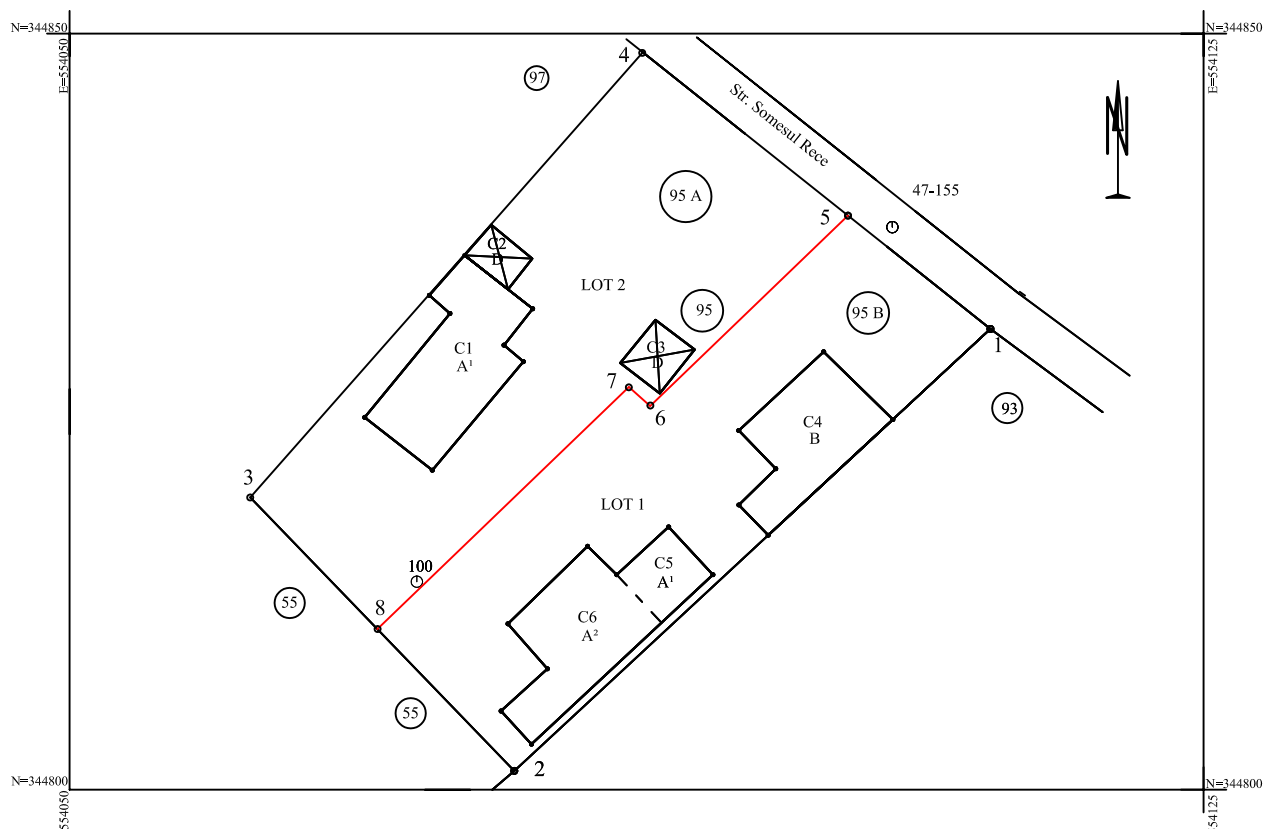 N=344850
E=554050
N=344850
E=554125
4
97
Str. Somesul Rece
N
47-155
95 A
5
C2
D
LOT 2
95
95 B
C1
A¹
C3
D
1
7
6
93
C4
B
3
LOT 1
100
C5
A¹
55
8
C6
A²
55
2
N=344800
554050
N=344800
54125